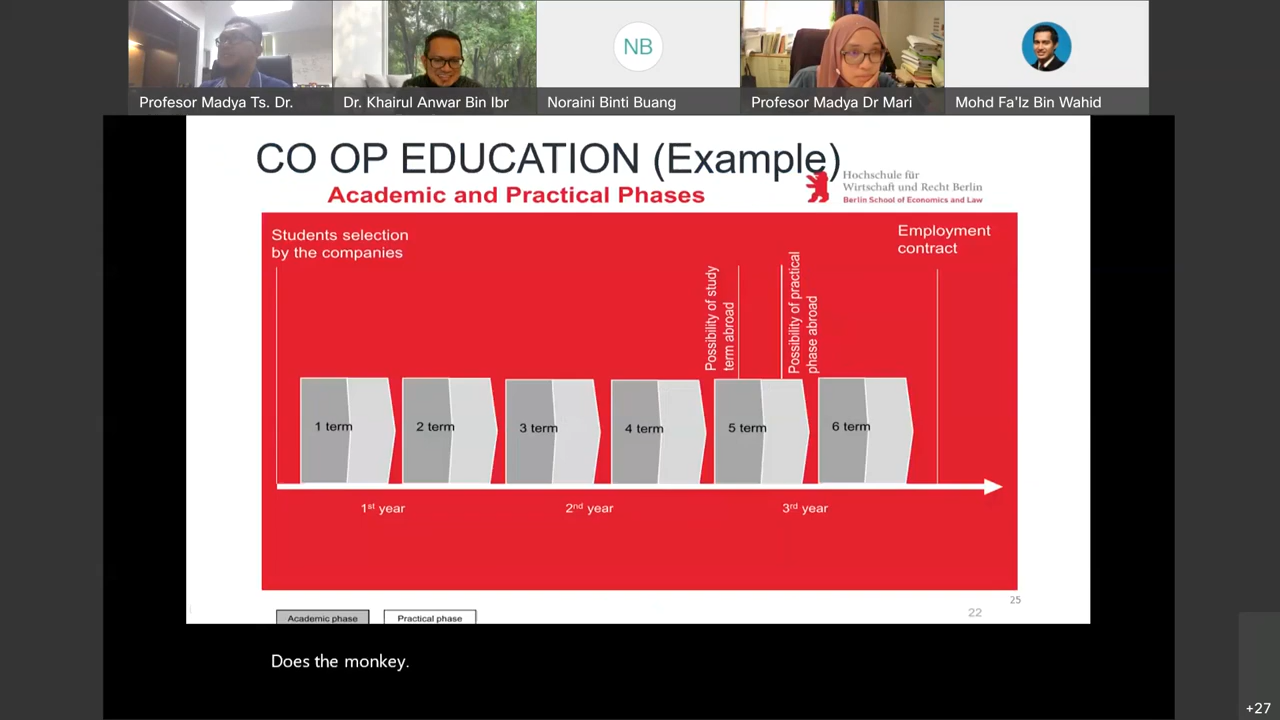 NB
Profesor Madya Ts. Dr.
Dr. Khairul Anwar Bin Ibr
Noraini Binti Buang
Profesor Madya Dr Mari
Mohd Fa'Iz Bin Wahid
CO OP EDUCATION (Example)
Academic and Practical Phases
Hochschule für
Wirtschaft und Recht Berlin
Berlin School of Economics and Law
Students selection
by the companies
Possibility of study
term abroad
Possibility of practical
phase abroad
Employment
contract
1 term
2 term
3 term
4 term
5 term
6 term
1st year
2nd year
3rd year
Academic phase
Practical phase
25
22
Does the monkey.
+27